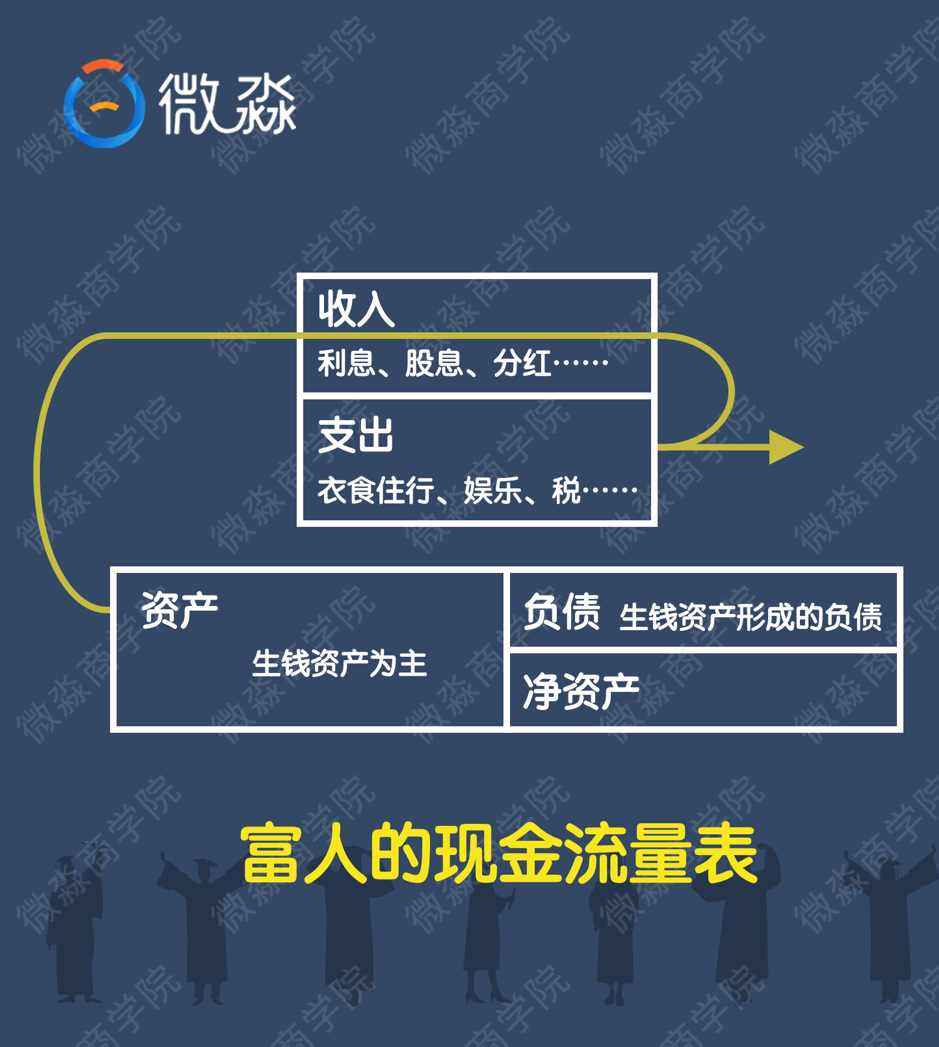 微淼
收入
利息、股息、分红……
支出
衣食住行、娱乐、税……
资产
生钱资产为主
负债 生钱资产形成的负债
净资产
富人的现金流量表
微淼商学院